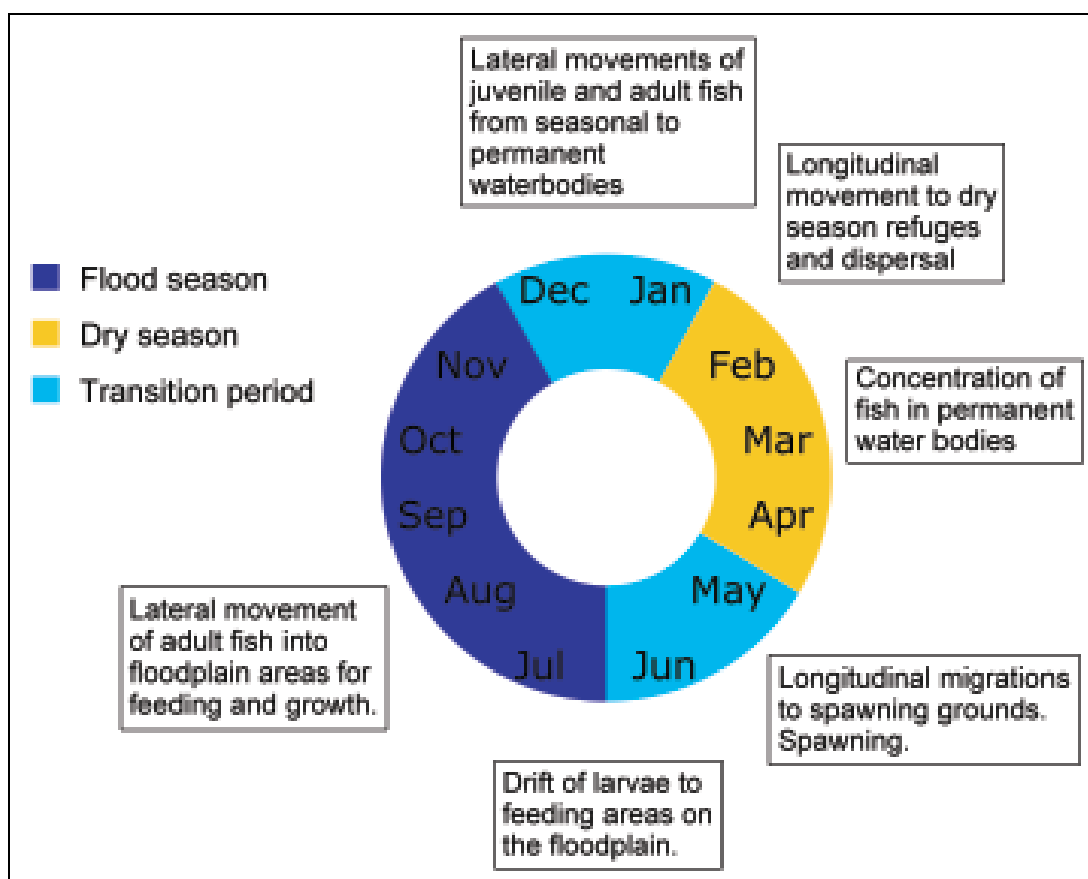 Lateral movements of
juvenile and adult fish
from seasonal to
permanent
waterbodies
Longitudinal
movement to dry
season refuges
and dispersal
Flood season
Dry season
Transition period
Dec
Jan
Feb
Mar
Apr
May
Jun
Jul
Aug
Sep
Oct
Nov
Concentration of
fish in permanent
water bodies
Longitudinal migrations
to spawning grounds.
Spawning.
Drift of larvae to
feeding areas on
the floodplain.
Lateral movement
of adult fish into
floodplain areas for
feeding and growth.